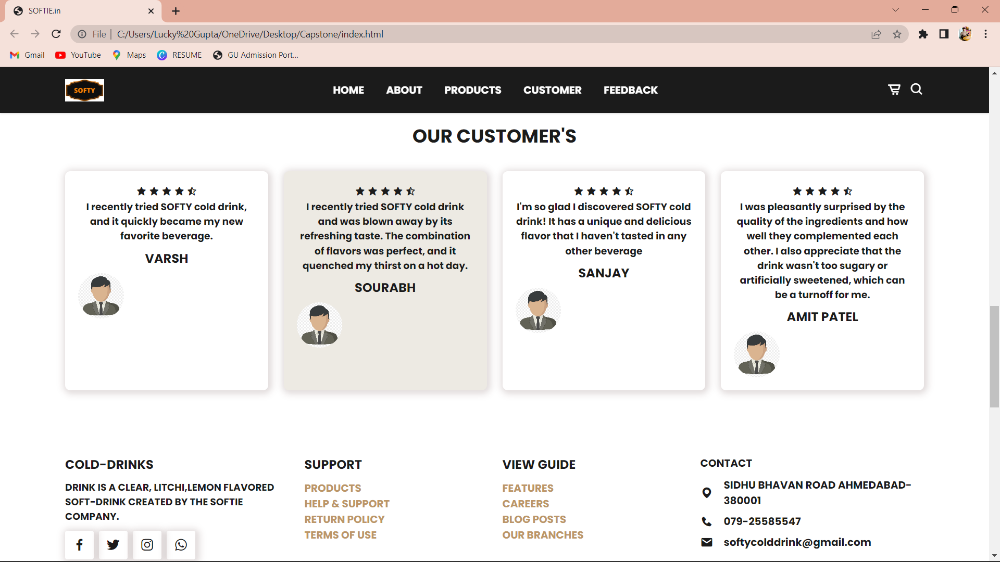 SOFTIE.in
File
C:/Users/Lucky%20Gupta/OneDrive/Desktop/Capstone/index.html
Gmail
YouTube
Maps
RESUME
GU Admission Port...
SOFTY
HOME
ABOUT
PRODUCTS
CUSTOMER
FEEDBACK
OUR CUSTOMER'S
I recently tried SOFTY cold drink,
and it quickly became my new
favorite beverage.
VARSH
I recently tried SOFTY cold drink
and was blown away by its
refreshing taste. The combination
of flavors was perfect, and it
quenched my thirst on a hot day.
SOURABH
I'm so glad I discovered SOFTY cold
drink! It has a unique and delicious
flavor that I haven't tasted in any
other beverage
SANJAY
I was pleasantly surprised by the
quality of the ingredients and how
well they complemented each
other. I also appreciate that the
drink wasn't too sugary or
artificially sweetened, which can
be a turnoff for me.
AMIT PATEL
COLD-DRINKS
DRINK IS A CLEAR, LITCHI,LEMON FLAVORED
SOFT-DRINK CREATED BY THE SOFTIE
COMPANY.
SUPPORT
PRODUCTS
HELP & SUPPORT
RETURN POLICY
TERMS OF USE
VIEW GUIDE
FEATURES
CAREERS
BLOG POSTS
OUR BRANCHES
CONTACT
SIDHU BHAVAN ROAD AHMEDABAD-
380001
079-25585547
softycolddrink@gmail.com